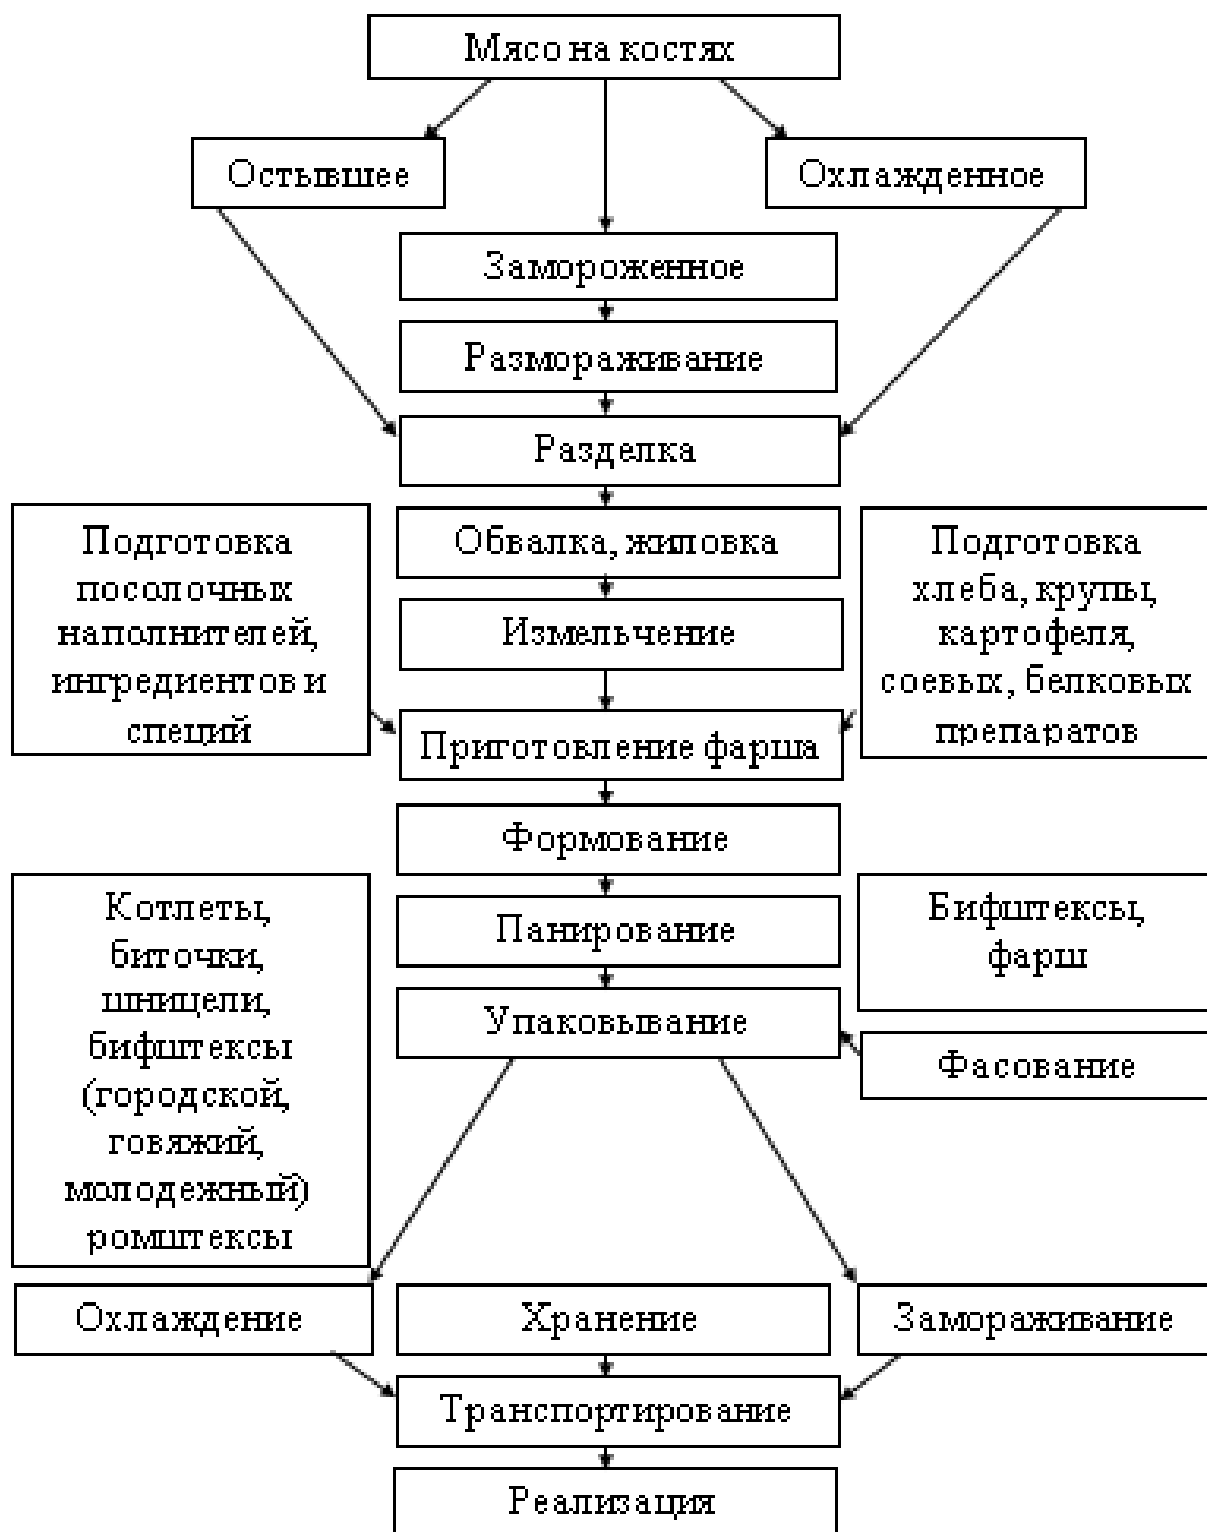 Мясо на костях
Остывшее
Охлажденное
Замороженное
Размораживание
Разделка
Подготовка
посолочных
наполнителей,
ингредиентов и
специй
Обвалка, жиловка
Измельчение
Подготовка
хлеба, крупы,
картофеля,
соевых, белковых
препаратов
Приготовление фарша
Формование
Котлеты,
биточки,
шницели,
бифштексы
(городской,
говяжий,
молодежный)
ромштексы
Панирование
Упаковывание
Бифштексы,
фарш
Фасование
Охлаждение
Хранение
Замораживание
Транспортирование
Реализация